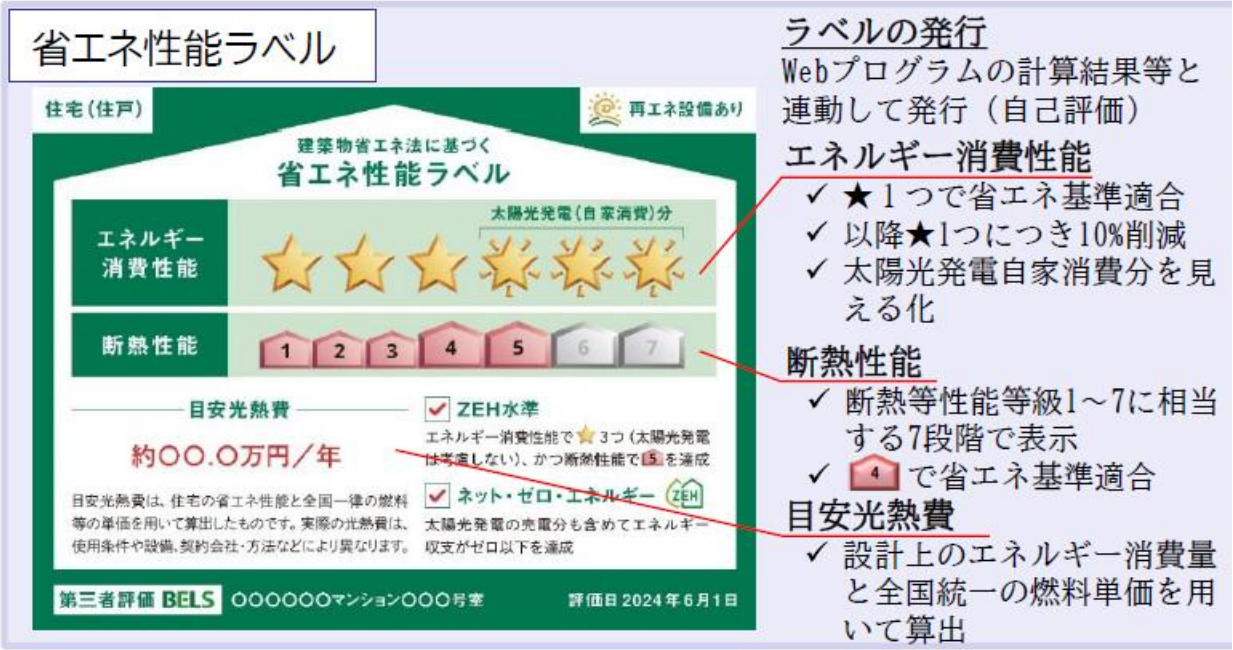 省エネ性能ラベル
住宅(住戸)
再エネ設備あり
建築物省エネ法に基づく
省エネ性能ラベル
エネルギー
消費性能
太陽光発電(自家消費)分
断熱性能
1 2 3 4 5 6 7
目安光熱費
約〇〇.〇万円/年
目安光熱費は、住宅の省エネ性能と全国一律の燃料
等の単価を用いて算出したものです。実際の光熱費は、
使用条件や設備、契約会社・方法などにより異なります。
✓ ZEH水準
エネルギー消費性能で★3つ(太陽光発電
は考慮しない)、かつ断熱性能で5を達成
✓ ネット・ゼロ・エネルギー ZEH
太陽光発電の売電分も含めてエネルギー
収支がゼロ以下を達成
第三者評価 BELS 〇〇〇〇〇〇マンション〇〇〇号室
評価日2024年6月1日
ラベルの発行
Webプログラムの計算結果等と
連動して発行(自己評価)
エネルギー消費性能
✓ ★1つで省エネ基準適合
✓ 以降★1つにつき10%削減
✓ 太陽光発電自家消費分を見
える化
断熱性能
✓ 断熱等性能等級1~7に相当
する7段階で表示
✓ 4で省エネ基準適合
目安光熱費
✓ 設計上のエネルギー消費量
と全国統一の燃料単価を用
いて算出